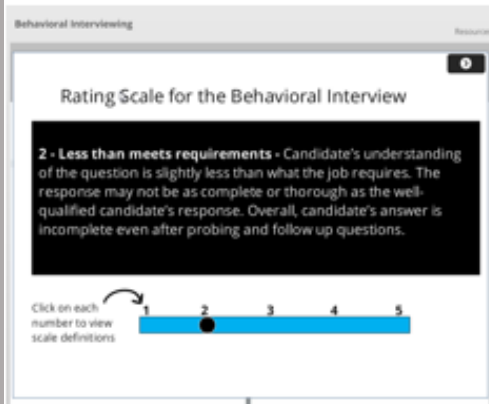 Behavioral Interviewing
Resources
Rating Scale for the Behavioral Interview
2 - Less than meets requirements - Candidate's understanding
of the question is slightly less than what the job requires. The
response may not be as complete or thorough as the well-
qualified candidate's response. Overall, candidate's answer is
incomplete even after probing and follow up questions.
Click on each
number to view
scale definitions
1 2 3 4 5